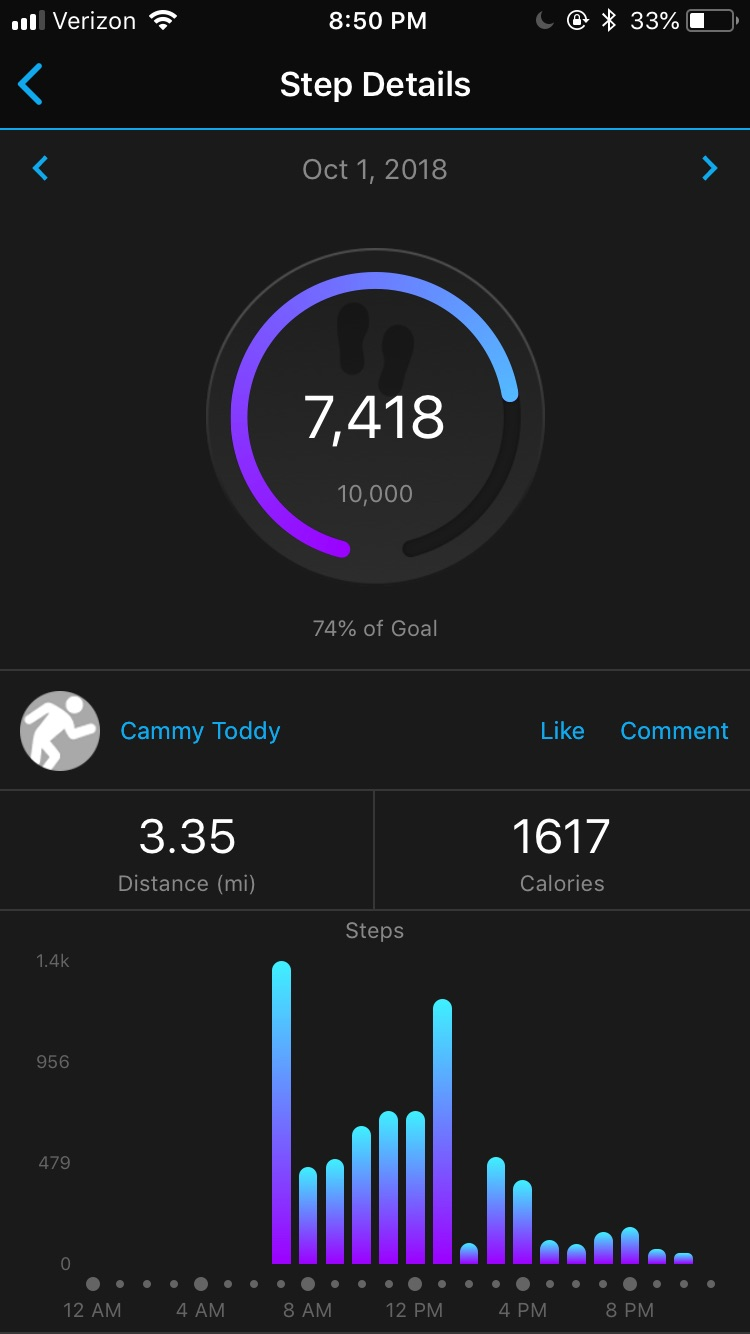 Verizon 8:50 PM 33%
Step Details
Oct 1, 2018
7,418
10,000
74% of Goal
Cammy Toddy Like Comment
3.35 1617
Distance (mi) Calories
Steps
1.4k
956
479
0
12 AM 4 AM 8 AM 12 PM 4 PM 8 PM